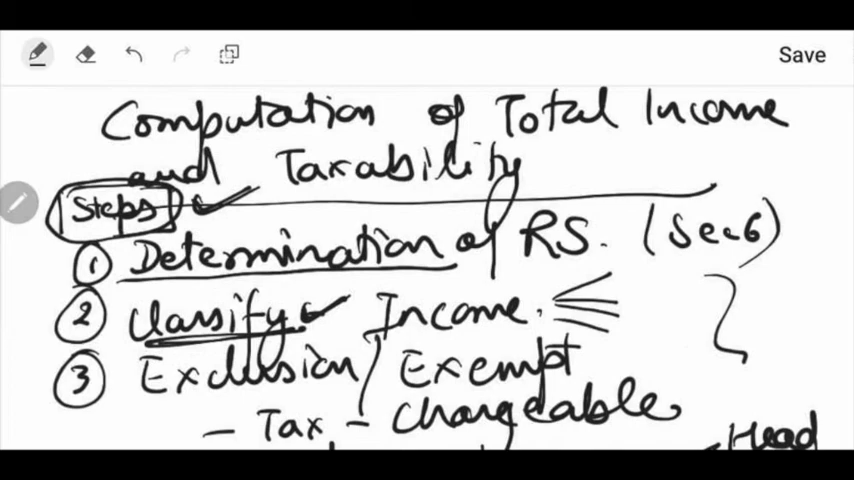 Save
Computation of Total Income
and Taxability
Steps
1 Determination of RS. (Sec 6)
2 Classify Income.
3 Exclusion / Exempt
- Tax - Chargeable
- Head